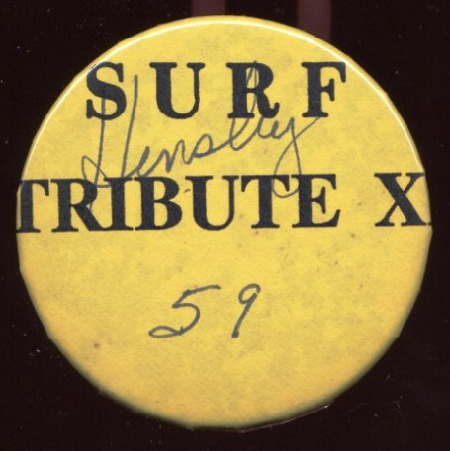 SURF
Hensley
TRIBUTE X
59